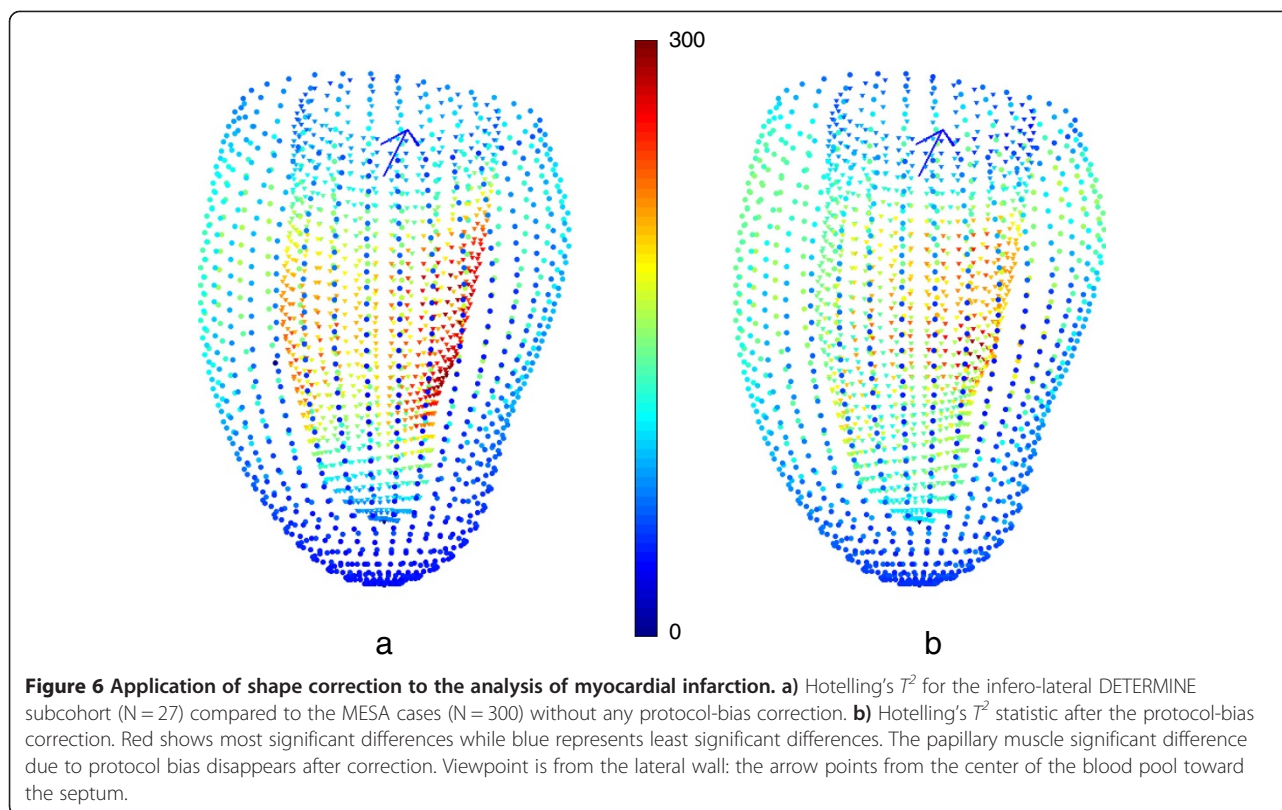 300
0
a
b
Figure 6 Application of shape correction to the analysis of myocardial infarction. a) Hotelling's T² for the infero-lateral DETERMINE
subcohort (N = 27) compared to the MESA cases (N = 300) without any protocol-bias correction. b) Hotelling's T² statistic after the protocol-bias
correction. Red shows most significant differences while blue represents least significant differences. The papillary muscle significant difference
due to protocol bias disappears after correction. Viewpoint is from the lateral wall: the arrow points from the center of the blood pool toward
the septum.